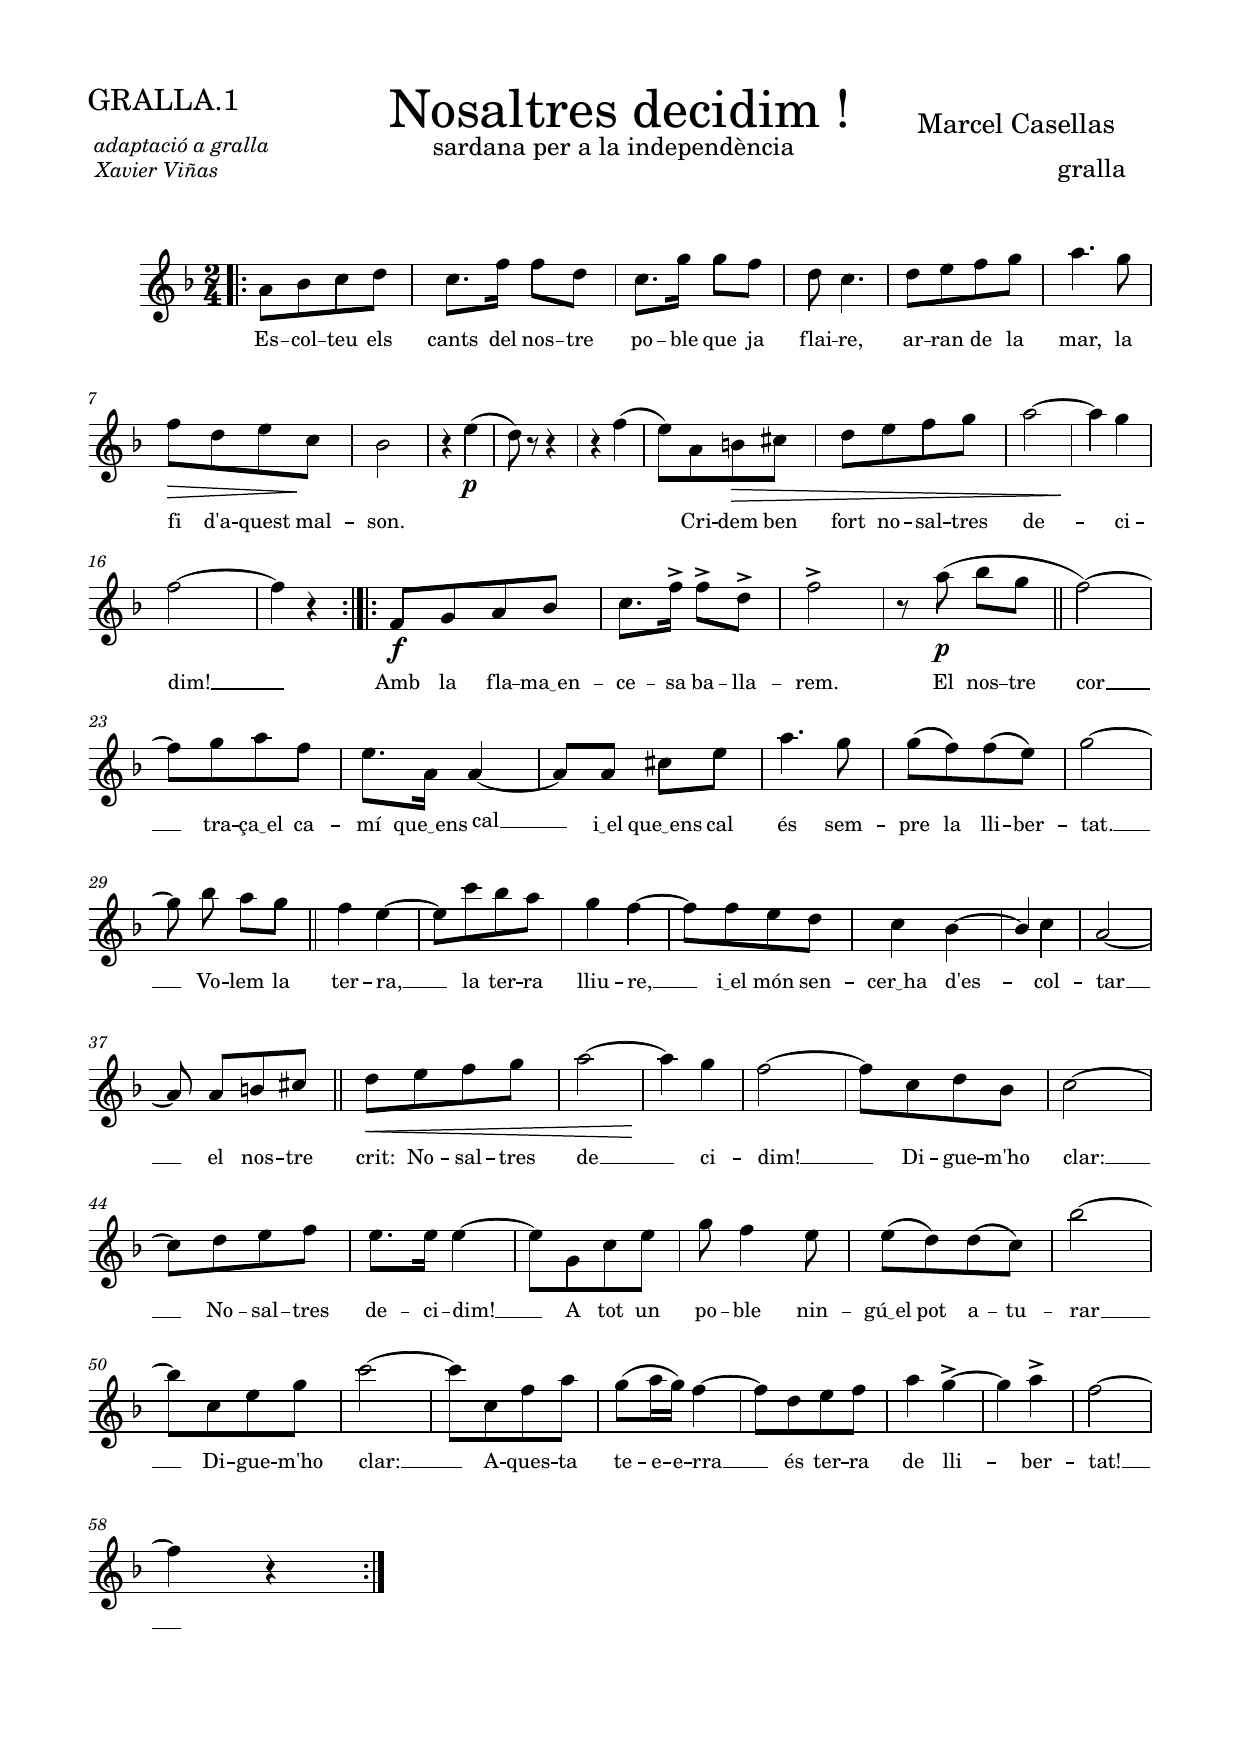 GRALLA.1
Nosaltres decidim !
Marcel Casellas
adaptació a gralla
sardana per a la independència
Xavier Viñas
gralla
2
4
Es – col – teu els cants del nos – tre po – ble que ja flai – re, ar – ran de la mar, la
7
p
fi d'a – quest mal – son. Cri – dem ben fort no – sal – tres de – ci –
16
f p
dim! Amb la fla – ma‿en – ce – sa ba – lla – rem. El nos – tre cor
23
tra – ça‿el ca – mí que‿ens cal i‿el que‿ens cal és sem – pre la lli – ber – tat.
29
Vo – lem la ter – ra, la ter – ra lliu – re, i‿el món sen – cer‿ha d'es – col – tar
37
el nos – tre crit: No – sal – tres de ci – dim! Di – gue – m'ho clar:
44
No – sal – tres de – ci – dim! A tot un po – ble nin – gú‿el pot a – tu – rar
50
Di – gue – m'ho clar: A – ques – ta te – e – e – rra és ter – ra de lli – ber – tat!
58